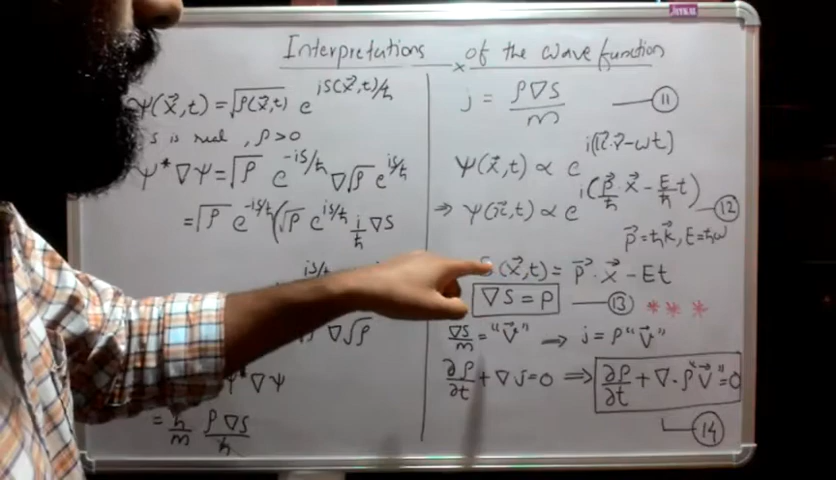 Interpretations of the wave function
ψ(x⃗,t) = √ρ(x⃗,t) e^{iS(x⃗,t)/ħ}
S is real, ρ>0
ψ*∇ψ = √ρ e^{-iS/ħ} ∇√ρ e^{iS/ħ}
= √ρ e^{-iS/ħ} (√ρ e^{iS/ħ} i/ħ ∇S
iS/ħ
∇√ρ
ψ*∇ψ
= ħ/m ρ∇S/ħ
j = ρ∇S/m — (11)
ψ(x⃗,t) ∝ e^{i(k⃗·x⃗-ωt)}
⇒ ψ(x⃗,t) ∝ e^{i(p⃗/ħ·x⃗ - E/ħ t)} — (12)
p⃗=ħk⃗, E=ħω
(x⃗,t) = p⃗·x⃗ - Et
∇S = p — (13) ***
∇S/m = "v⃗" ⇒ j = ρ"v⃗"
∂ρ/∂t + ∇j=0 ⇒ ∂ρ/∂t + ∇·ρ"v⃗"=0
(14)